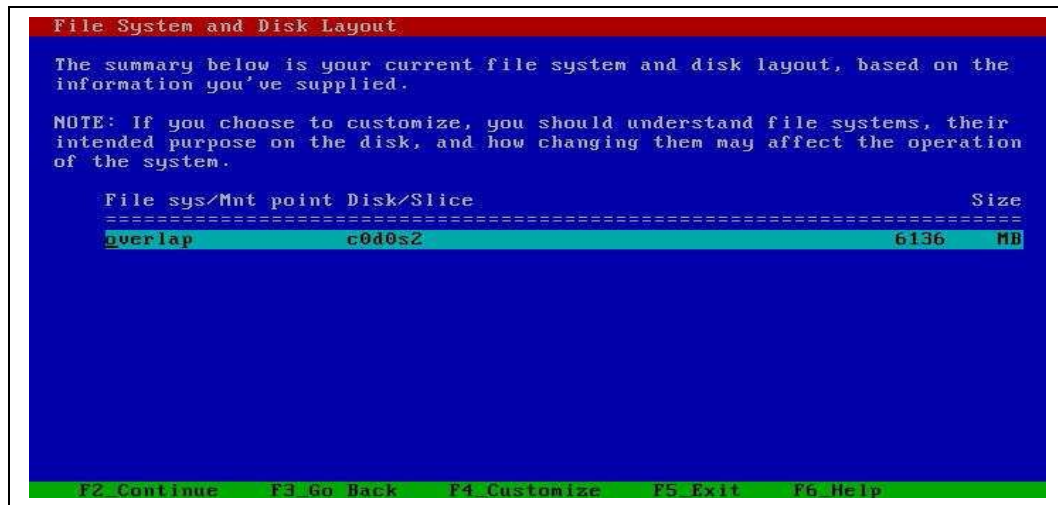 File System and Disk Layout
The summary below is your current file system and disk layout, based on the
information you've supplied.
NOTE: If you choose to customize, you should understand file systems, their
intended purpose on the disk, and how changing them may affect the operation
of the system.
File sys/Mnt point Disk/Slice Size
======================================================================
overlap c0d0s2 6136 MB
F2_Continue F3_Go Back F4_Customize F5_Exit F6_Help